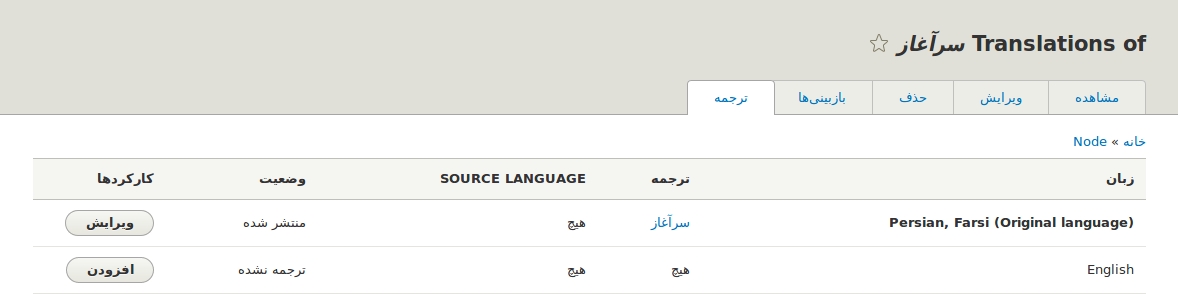 Translations of سرآغاز
مشاهده ویرایش حذف بازبینی‌ها ترجمه
خانه » Node
زبان ترجمه SOURCE LANGUAGE وضعیت کارکردها
Persian, Farsi (Original language) سرآغاز هیچ منتشر شده ویرایش
English هیچ هیچ ترجمه نشده افزودن